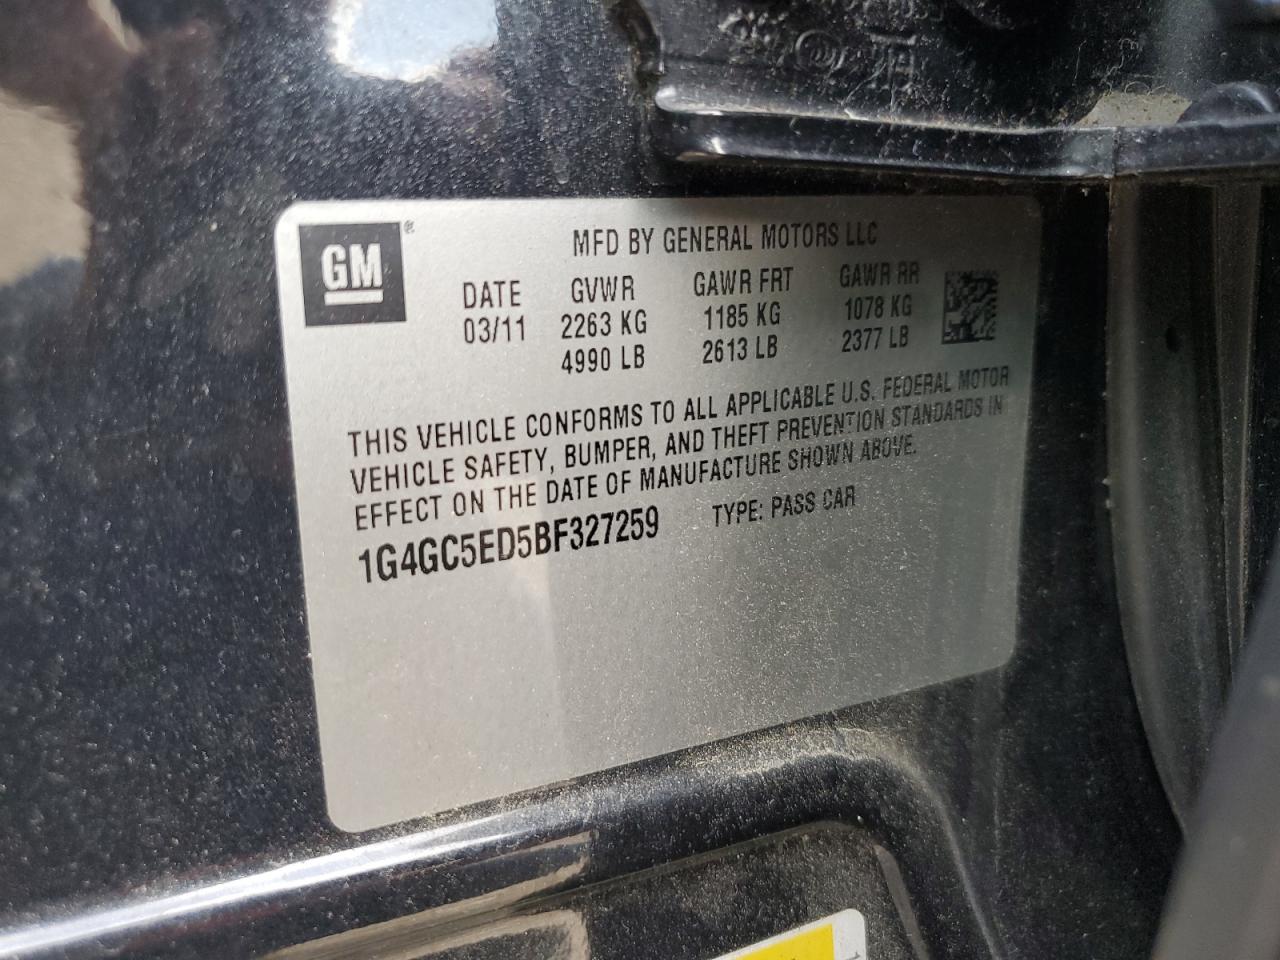 GM®
MFD BY GENERAL MOTORS LLC
DATE GVWR GAWR FRT GAWR RR
03/11 2263 KG 1185 KG 1078 KG
4990 LB 2613 LB 2377 LB
THIS VEHICLE CONFORMS TO ALL APPLICABLE U.S. FEDERAL MOTOR
VEHICLE SAFETY, BUMPER, AND THEFT PREVENTION STANDARDS IN
EFFECT ON THE DATE OF MANUFACTURE SHOWN ABOVE.
1G4GC5ED5BF327259 TYPE: PASS CAR